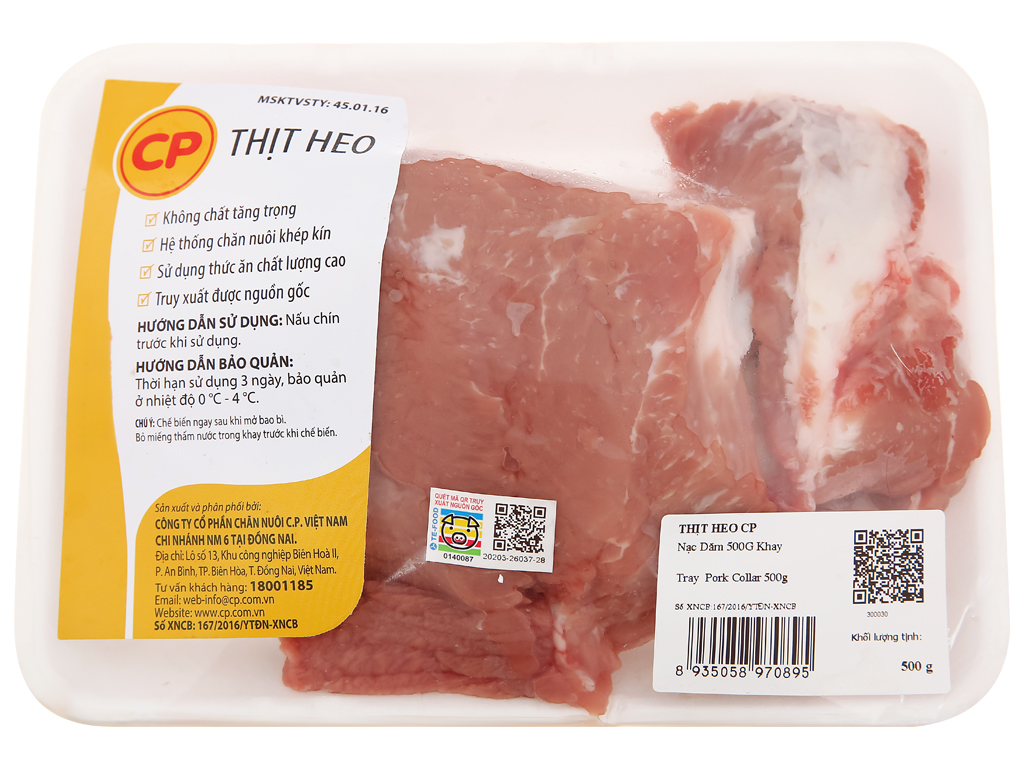 MSKTVSTY: 45.01.16
CP
THỊT HEO
Không chất tăng trọng
Hệ thống chăn nuôi khép kín
Sử dụng thức ăn chất lượng cao
Truy xuất được nguồn gốc
HƯỚNG DẪN SỬ DỤNG: Nấu chín
trước khi sử dụng.
HƯỚNG DẪN BẢO QUẢN:
Thời hạn sử dụng 3 ngày, bảo quản
ở nhiệt độ 0 °C - 4 °C.
CHÚ Ý: Chế biến ngay sau khi mở bao bì.
Bỏ miếng thấm nước trong khay trước khi chế biến.
Sản xuất và phân phối bởi:
CÔNG TY CỔ PHẦN CHĂN NUÔI C.P. VIỆT NAM
CHI NHÁNH NM 6 TẠI ĐỒNG NAI.
Địa chỉ: Lô số 13, Khu công nghiệp Biên Hoà II,
P. An Bình, TP. Biên Hòa, T. Đồng Nai, Việt Nam.
Tư vấn khách hàng: 18001185
Email: web-info@cp.com.vn
Website: www.cp.com.vn
Số XNCB: 167/2016/YTĐN-XNCB
QUÉT MÃ QR TRUY
XUẤT NGUỒN GỐC
TE-FOOD
0140087
20203-26037-28
THỊT HEO CP
Nạc Dăm 500G Khay
Tray Pork Collar 500g
Số XNCB 167/2016/YTĐN-XNCB
8 935058 970895
300030
Khối lượng tịnh:
500 g